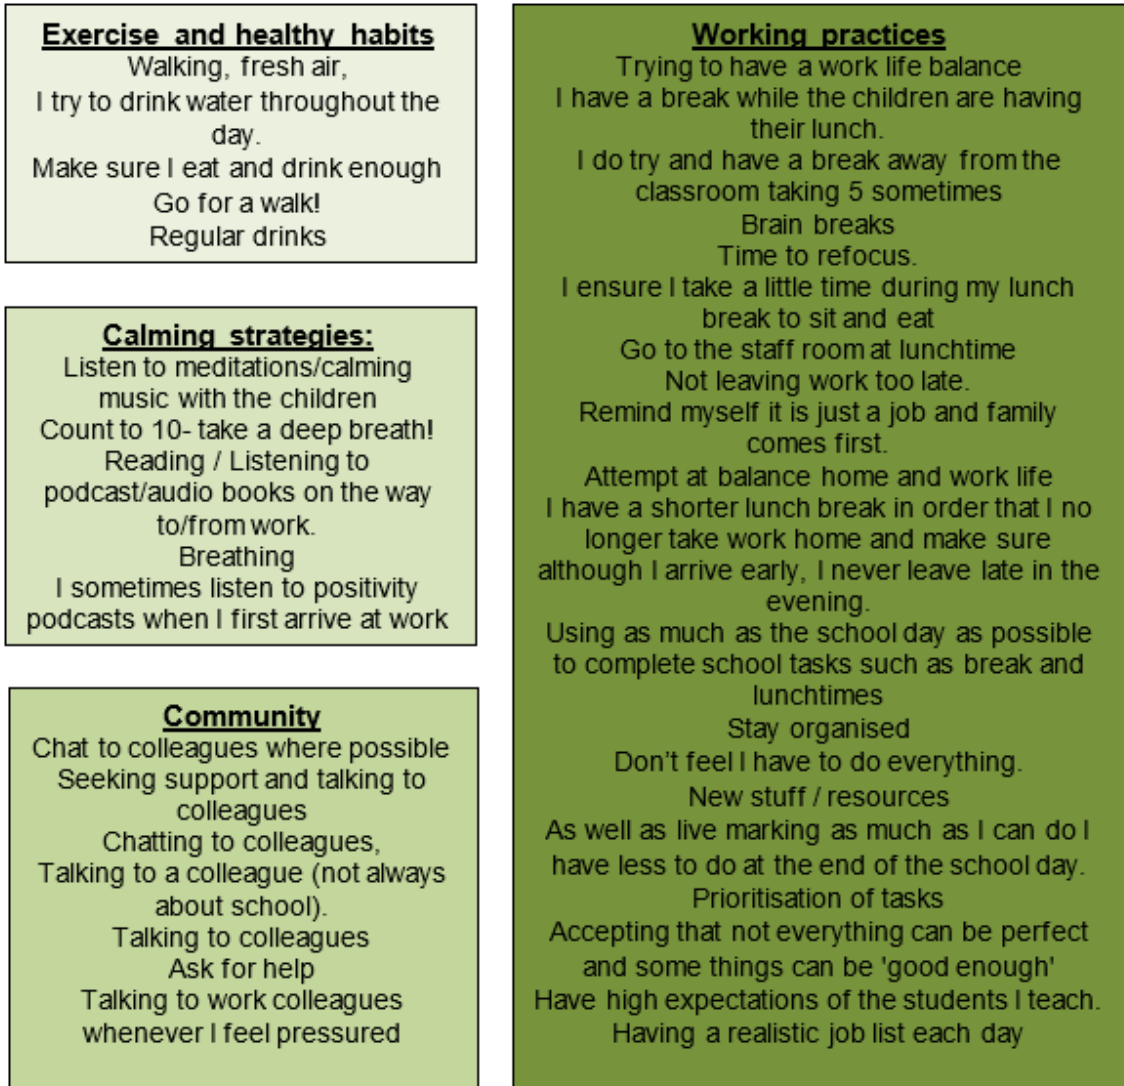 Exercise and healthy habits
Walking, fresh air,
I try to drink water throughout the
day.
Make sure I eat and drink enough
Go for a walk!
Regular drinks
Calming strategies:
Listen to meditations/calming
music with the children
Count to 10- take a deep breath!
Reading / Listening to
podcast/audio books on the way
to/from work.
Breathing
I sometimes listen to positivity
podcasts when I first arrive at work
Community
Chat to colleagues where possible
Seeking support and talking to
colleagues
Chatting to colleagues,
Talking to a colleague (not always
about school).
Talking to colleagues
Ask for help
Talking to work colleagues
whenever I feel pressured
Working practices
Trying to have a work life balance
I have a break while the children are having
their lunch.
I do try and have a break away from the
classroom taking 5 sometimes
Brain breaks
Time to refocus.
I ensure I take a little time during my lunch
break to sit and eat
Go to the staff room at lunchtime
Not leaving work too late.
Remind myself it is just a job and family
comes first.
Attempt at balance home and work life
I have a shorter lunch break in order that I no
longer take work home and make sure
although I arrive early, I never leave late in the
evening.
Using as much as the school day as possible
to complete school tasks such as break and
lunchtimes
Stay organised
Don't feel I have to do everything.
New stuff / resources
As well as live marking as much as I can do I
have less to do at the end of the school day.
Prioritisation of tasks
Accepting that not everything can be perfect
and some things can be 'good enough'
Have high expectations of the students I teach.
Having a realistic job list each day